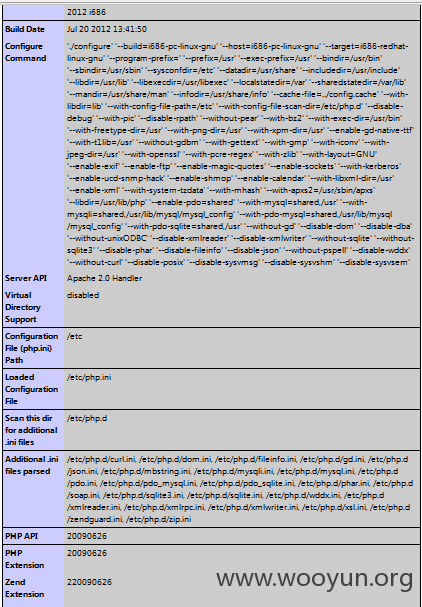 2012 i686
Build Date
Jul 20 2012 13:41:50
Configure
Command
'./configure' '--build=i686-pc-linux-gnu' '--host=i686-pc-linux-gnu' '--target=i686-redhat-
linux-gnu' '--program-prefix=' '--prefix=/usr' '--exec-prefix=/usr' '--bindir=/usr/bin'
'--sbindir=/usr/sbin' '--sysconfdir=/etc' '--datadir=/usr/share' '--includedir=/usr/include'
'--libdir=/usr/lib' '--libexecdir=/usr/libexec' '--localstatedir=/var' '--sharedstatedir=/var/lib'
'--mandir=/usr/share/man' '--infodir=/usr/share/info' '--cache-file=../config.cache' '--with-
libdir=lib' '--with-config-file-path=/etc' '--with-config-file-scan-dir=/etc/php.d' '--disable-
debug' '--with-pic' '--disable-rpath' '--without-pear' '--with-bz2' '--with-exec-dir=/usr/bin'
'--with-freetype-dir=/usr' '--with-png-dir=/usr' '--with-xpm-dir=/usr' '--enable-gd-native-ttf'
'--with-t1lib=/usr' '--without-gdbm' '--with-gettext' '--with-gmp' '--with-iconv' '--with-
jpeg-dir=/usr' '--with-openssl' '--with-pcre-regex' '--with-zlib' '--with-layout=GNU'
'--enable-exif' '--enable-ftp' '--enable-magic-quotes' '--enable-sockets' '--with-kerberos'
'--enable-ucd-snmp-hack' '--enable-shmop' '--enable-calendar' '--with-libxml-dir=/usr'
'--enable-xml' '--with-system-tzdata' '--with-mhash' '--with-apxs2=/usr/sbin/apxs'
'--libdir=/usr/lib/php' '--enable-pdo=shared' '--with-mysql=shared,/usr' '--with-
mysqli=shared,/usr/lib/mysql/mysql_config' '--with-pdo-mysql=shared,/usr/lib/mysql
/mysql_config' '--with-pdo-sqlite=shared,/usr' '--without-gd' '--disable-dom' '--disable-dba'
'--without-unixODBC' '--disable-xmlreader' '--disable-xmlwriter' '--without-sqlite' '--without-
sqlite3' '--disable-phar' '--disable-fileinfo' '--disable-json' '--without-pspell' '--disable-wddx'
'--without-curl' '--disable-posix' '--disable-sysvmsg' '--disable-sysvshm' '--disable-sysvsem'
Server API
Apache 2.0 Handler
Virtual
Directory
Support
disabled
Configuration
File (php.ini)
Path
/etc
Loaded
Configuration
File
/etc/php.ini
Scan this dir
for additional
.ini files
/etc/php.d
Additional .ini
files parsed
/etc/php.d/curl.ini, /etc/php.d/dom.ini, /etc/php.d/fileinfo.ini, /etc/php.d/gd.ini, /etc/php.d
/json.ini, /etc/php.d/mbstring.ini, /etc/php.d/mysqli.ini, /etc/php.d/mysql.ini, /etc/php.d
/pdo.ini, /etc/php.d/pdo_mysql.ini, /etc/php.d/pdo_sqlite.ini, /etc/php.d/phar.ini, /etc/php.d
/soap.ini, /etc/php.d/sqlite3.ini, /etc/php.d/sqlite.ini, /etc/php.d/wddx.ini, /etc/php.d
/xmlreader.ini, /etc/php.d/xmlrpc.ini, /etc/php.d/xmlwriter.ini, /etc/php.d/xsl.ini, /etc/php.d
/zendguard.ini, /etc/php.d/zip.ini
PHP API
20090626
PHP
Extension
20090626
Zend
Extension
220090626
www.wooyun.org